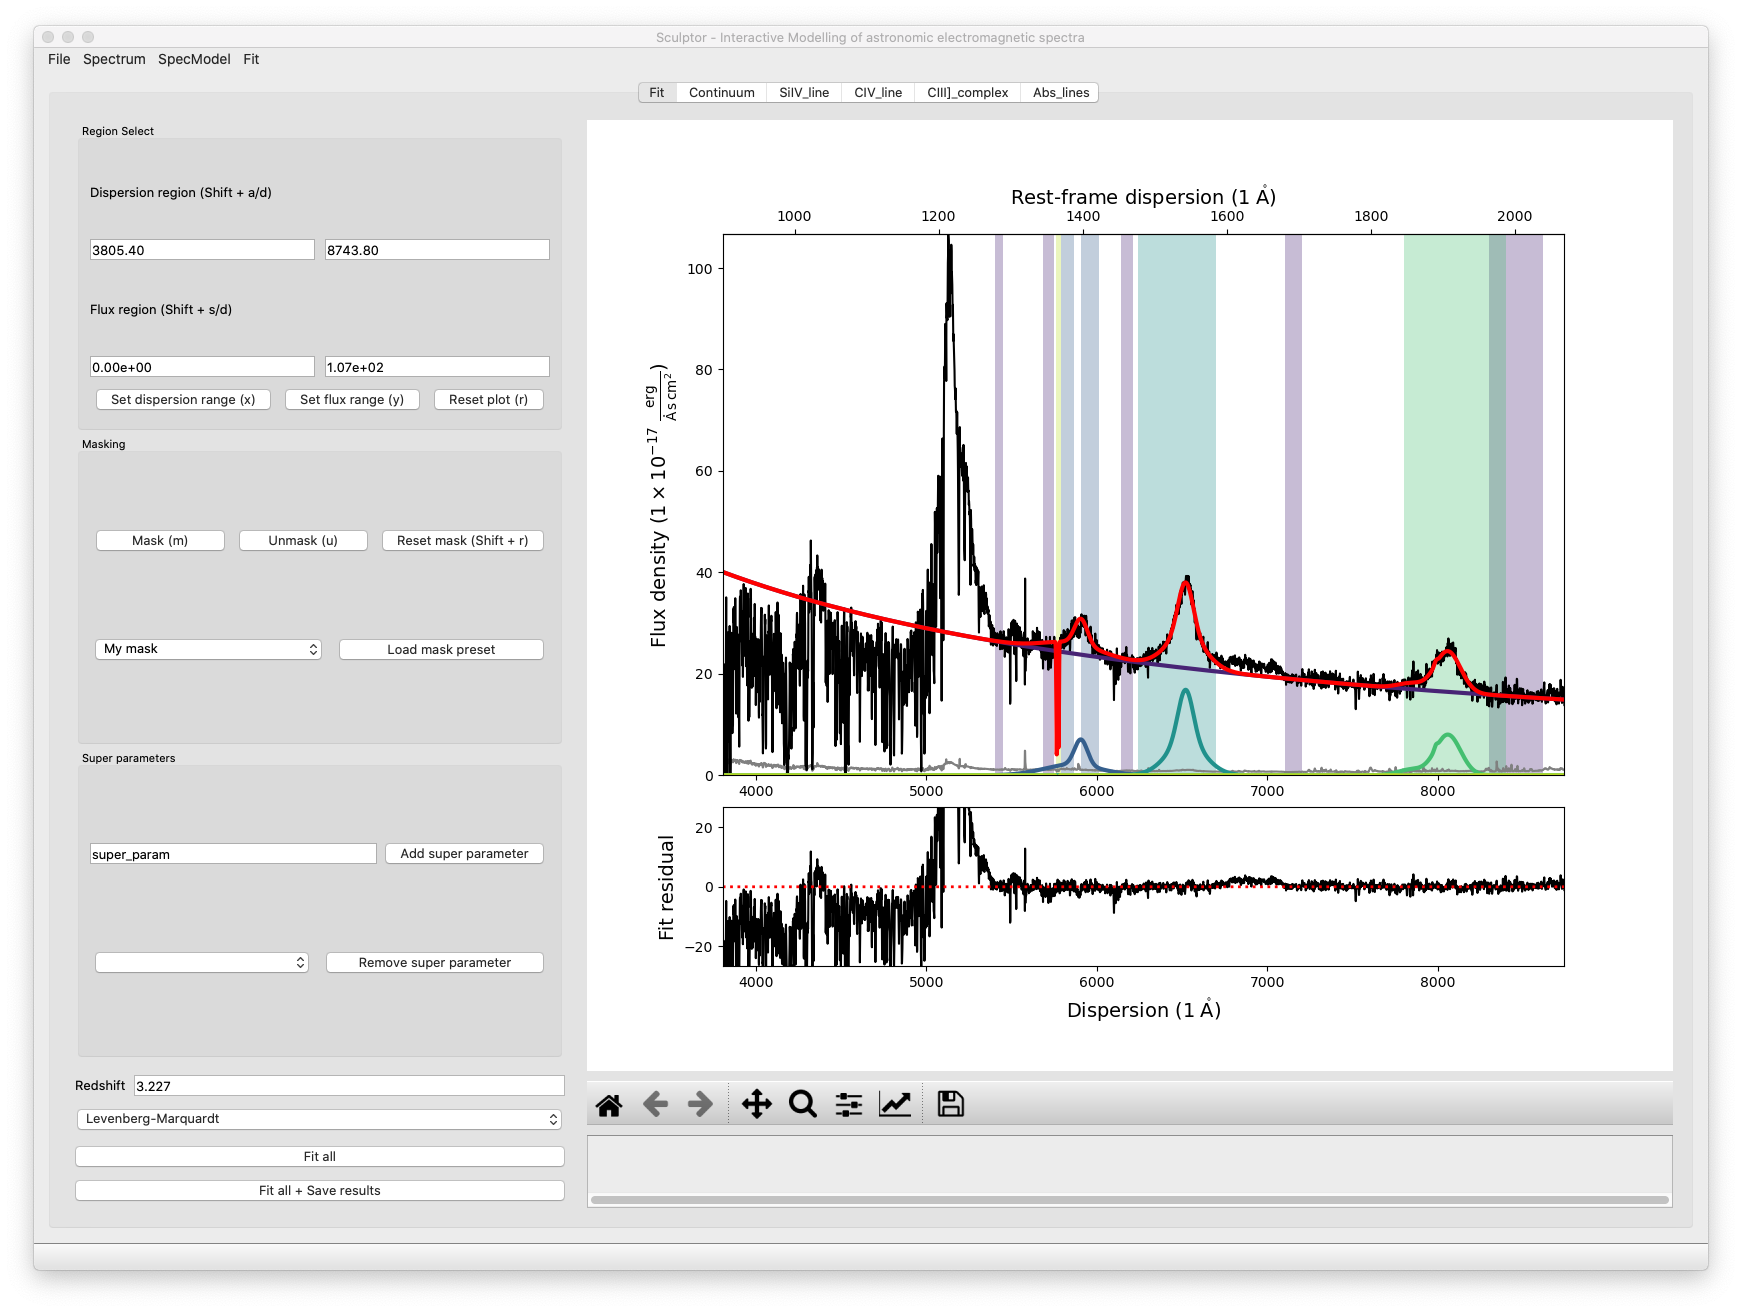 Sculptor - Interactive Modelling of astronomic electromagnetic spectra
File Spectrum SpecModel Fit
Fit Continuum SiIV_line CIV_line CIII]_complex Abs_lines
Region Select
Dispersion region (Shift + a/d)
3805.40 8743.80
Flux region (Shift + s/d)
0.00e+00 1.07e+02
Set dispersion range (x) Set flux range (y) Reset plot (r)
Masking
Mask (m) Unmask (u) Reset mask (Shift + r)
My mask Load mask preset
Super parameters
super_param Add super parameter
Remove super parameter
Redshift 3.227
Levenberg-Marquardt
Fit all
Fit all + Save results
Rest-frame dispersion (1 Å)
1000 1200 1400 1600 1800 2000
Flux density (1 × 10⁻¹⁷ erg / Å s cm²)
100
80
60
40
20
0
4000 5000 6000 7000 8000
Fit residual
20
0
−20
4000 5000 6000 7000 8000
Dispersion (1 Å)